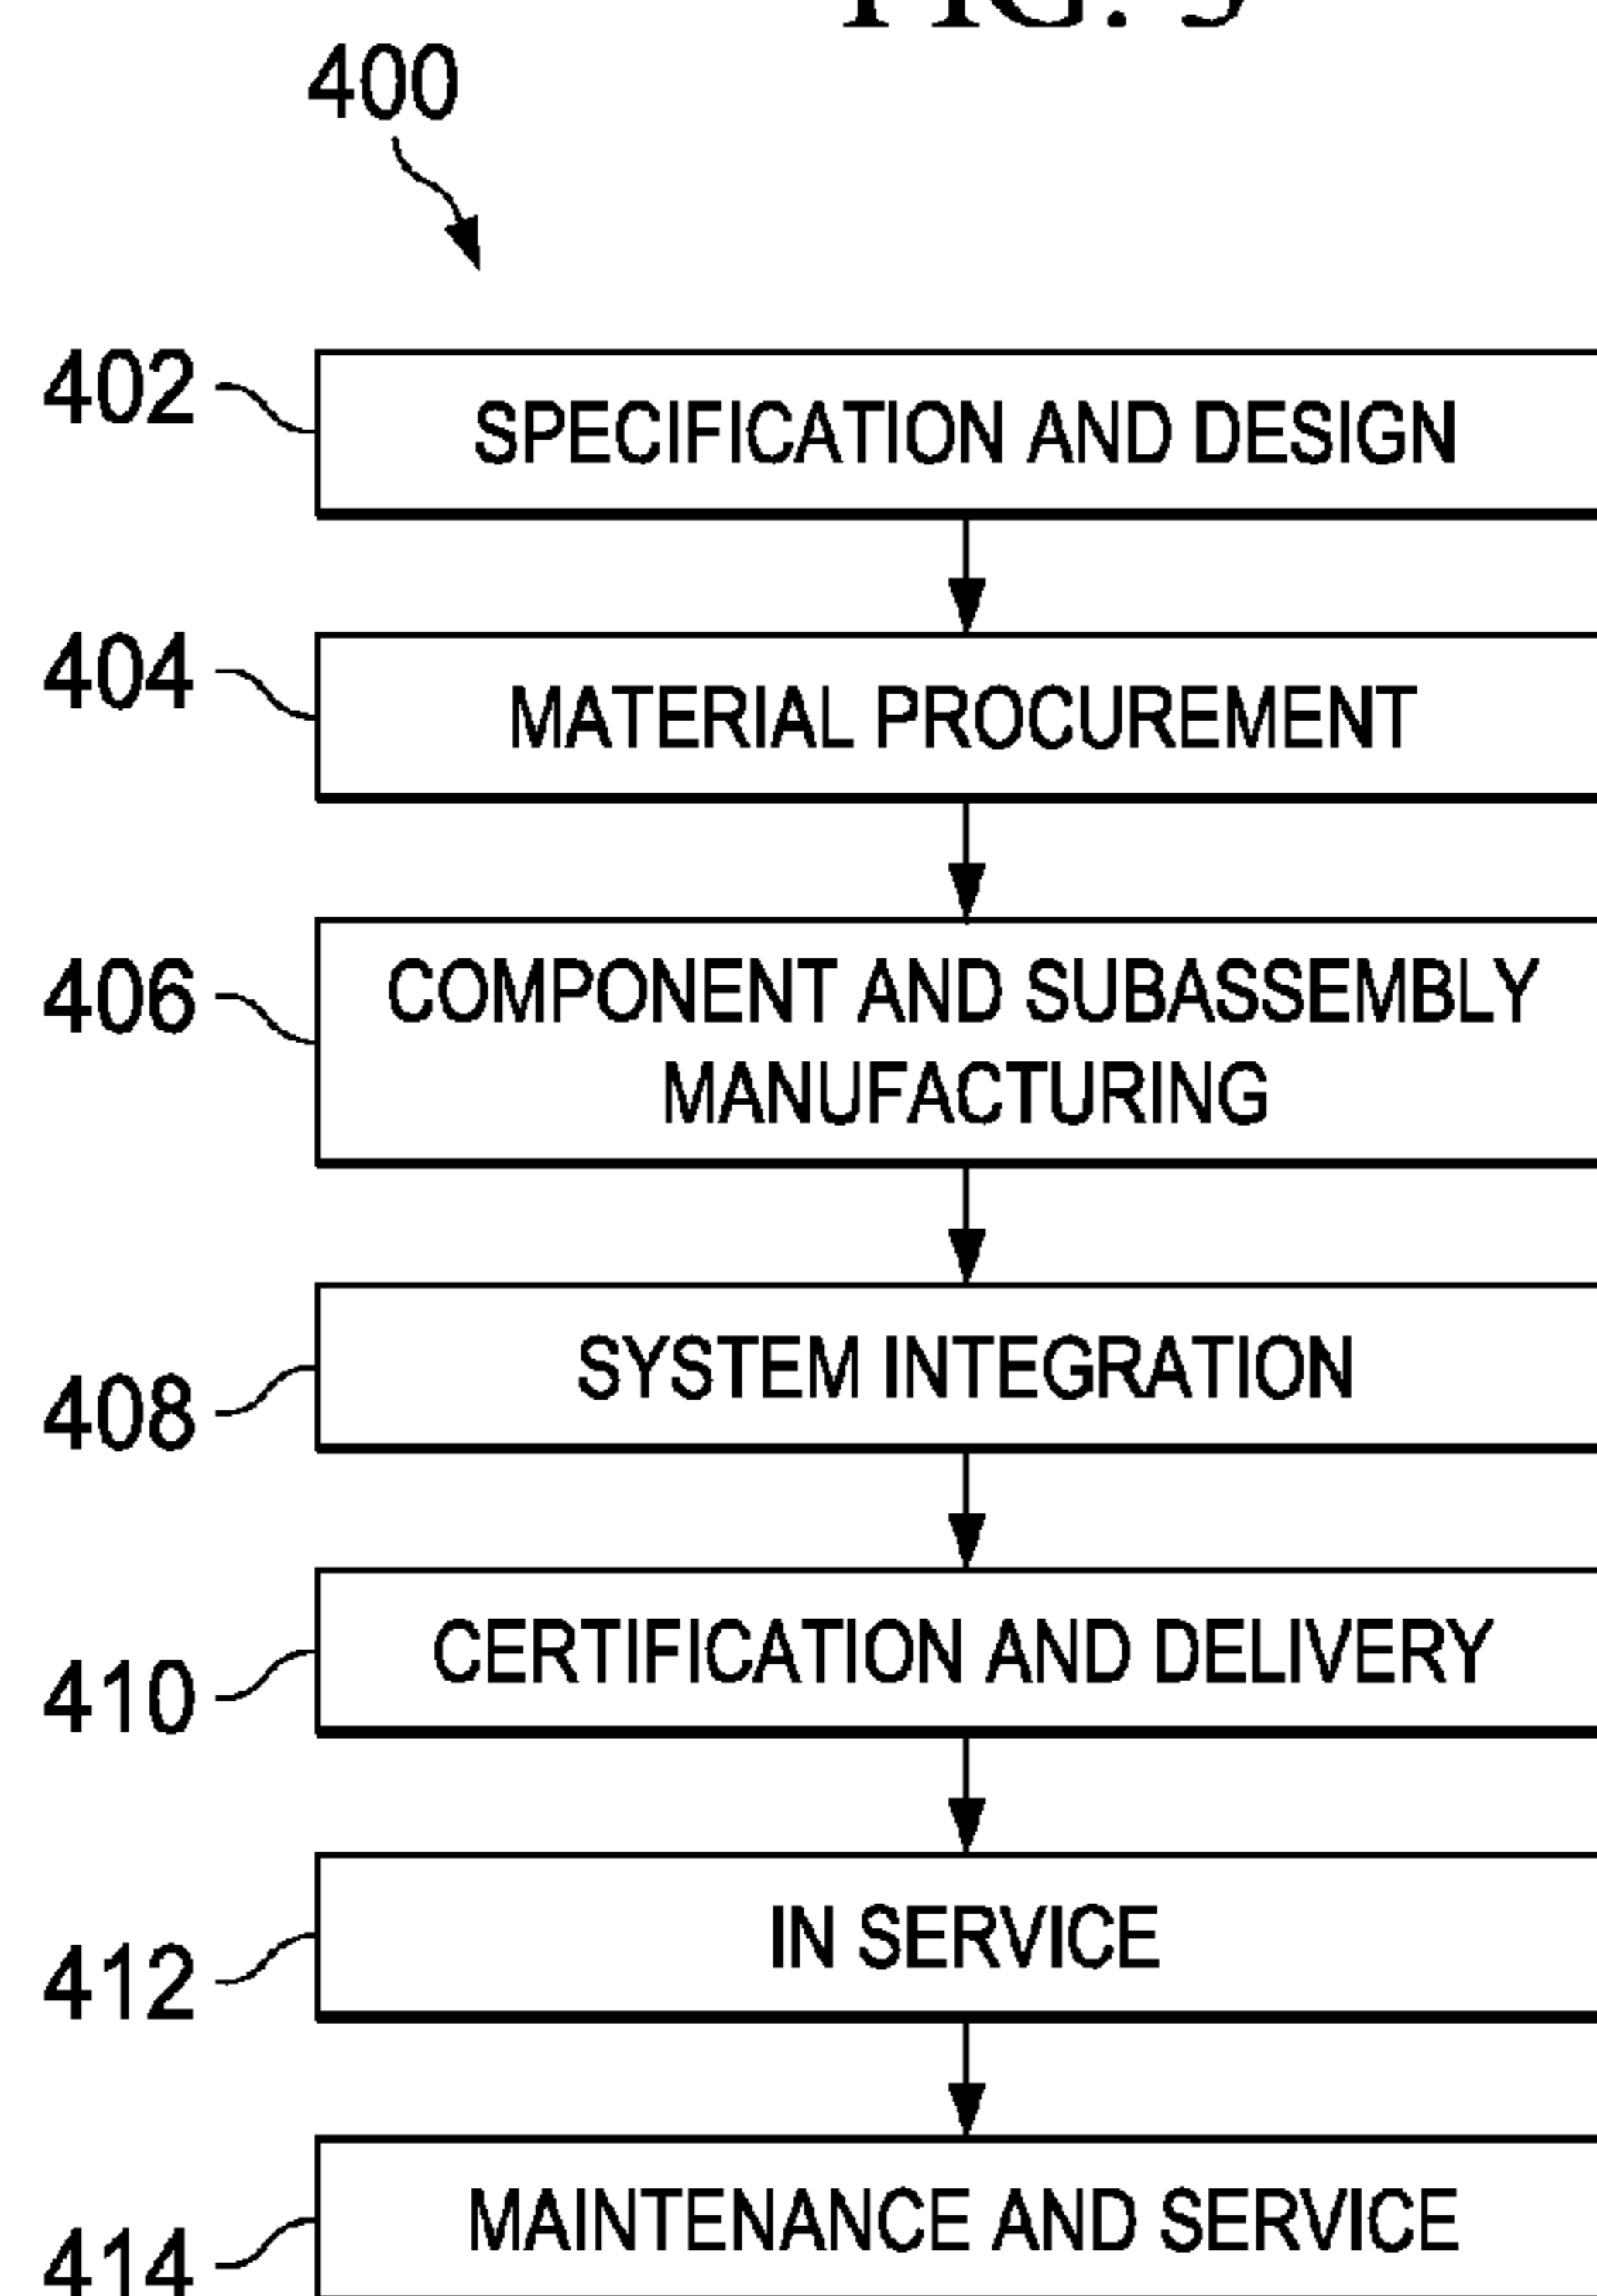 400
402
SPECIFICATION AND DESIGN
404
MATERIAL PROCUREMENT
406
COMPONENT AND SUBASSEMBLY
MANUFACTURING
408
SYSTEM INTEGRATION
410
CERTIFICATION AND DELIVERY
412
IN SERVICE
414
MAINTENANCE AND SERVICE